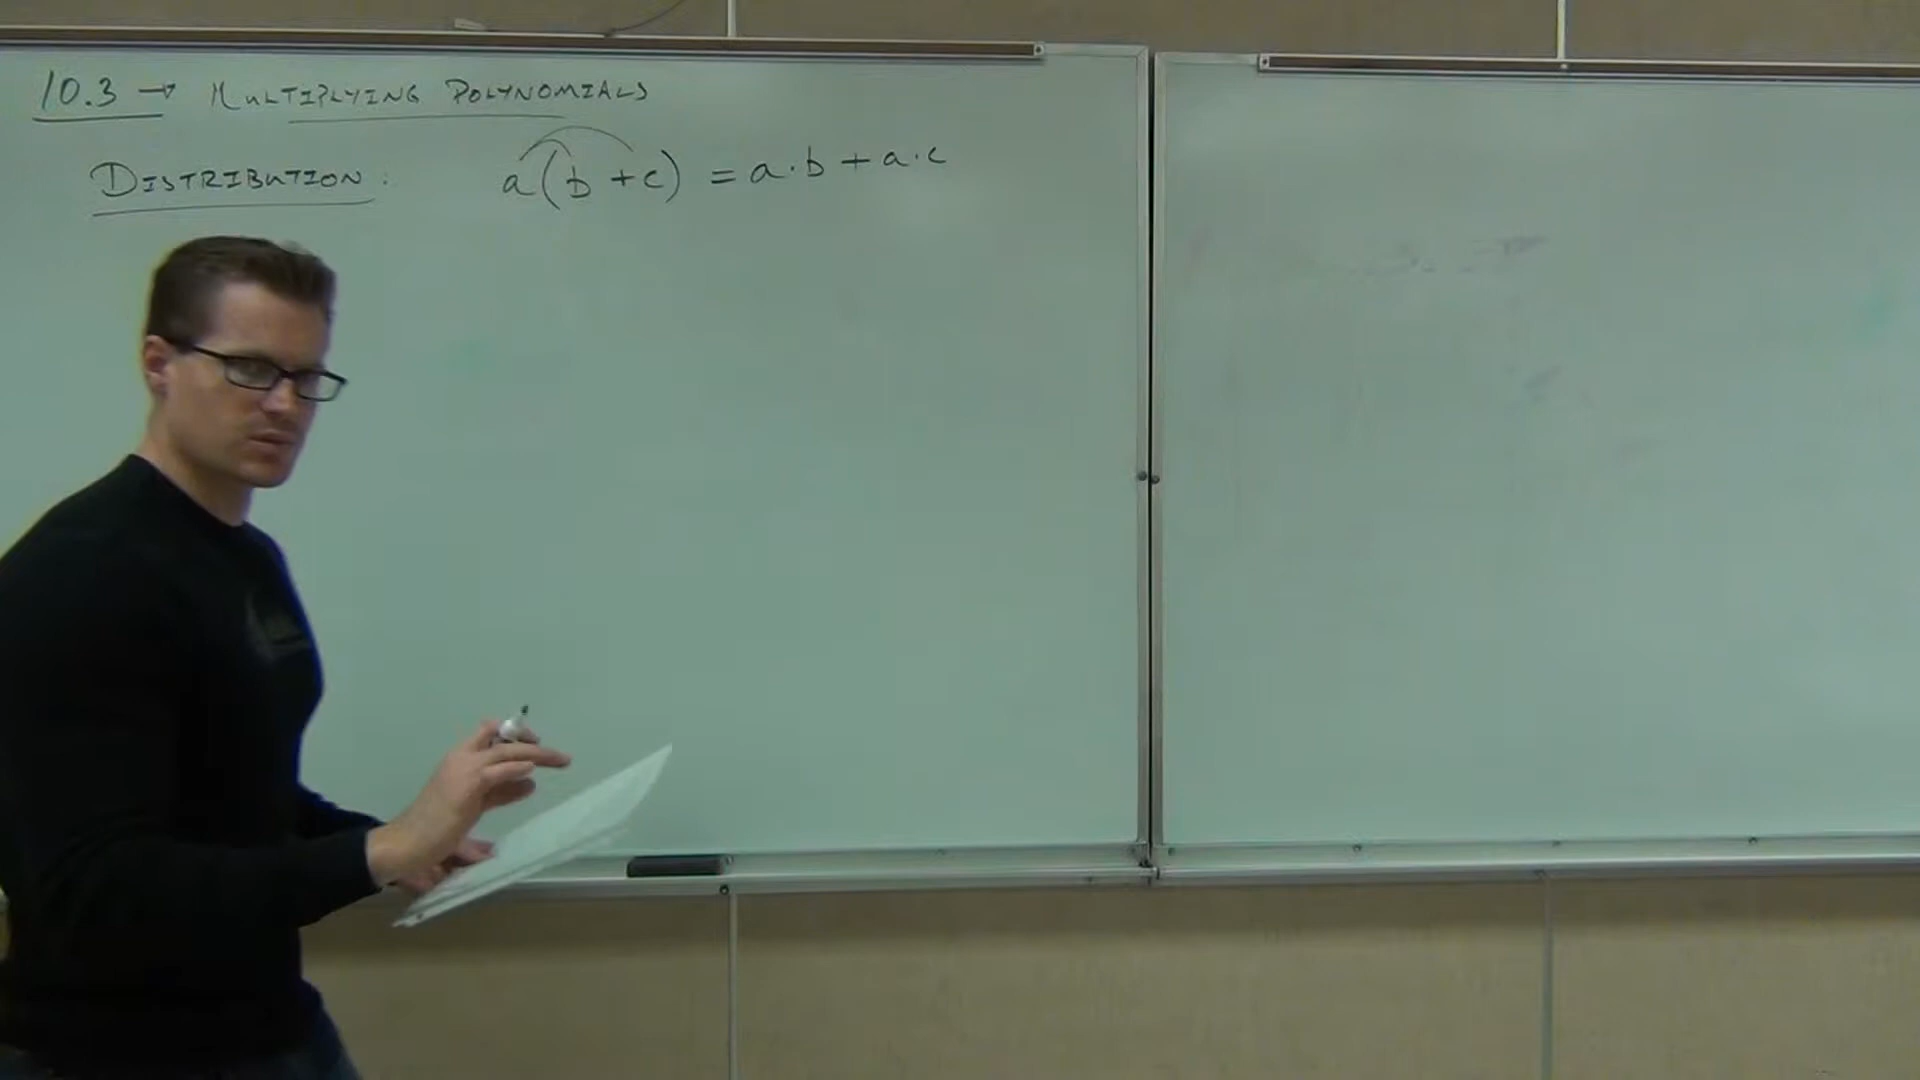 10.3 → MULTIPLYING POLYNOMIALS
DISTRIBUTION: a(b+c) = a·b + a·c